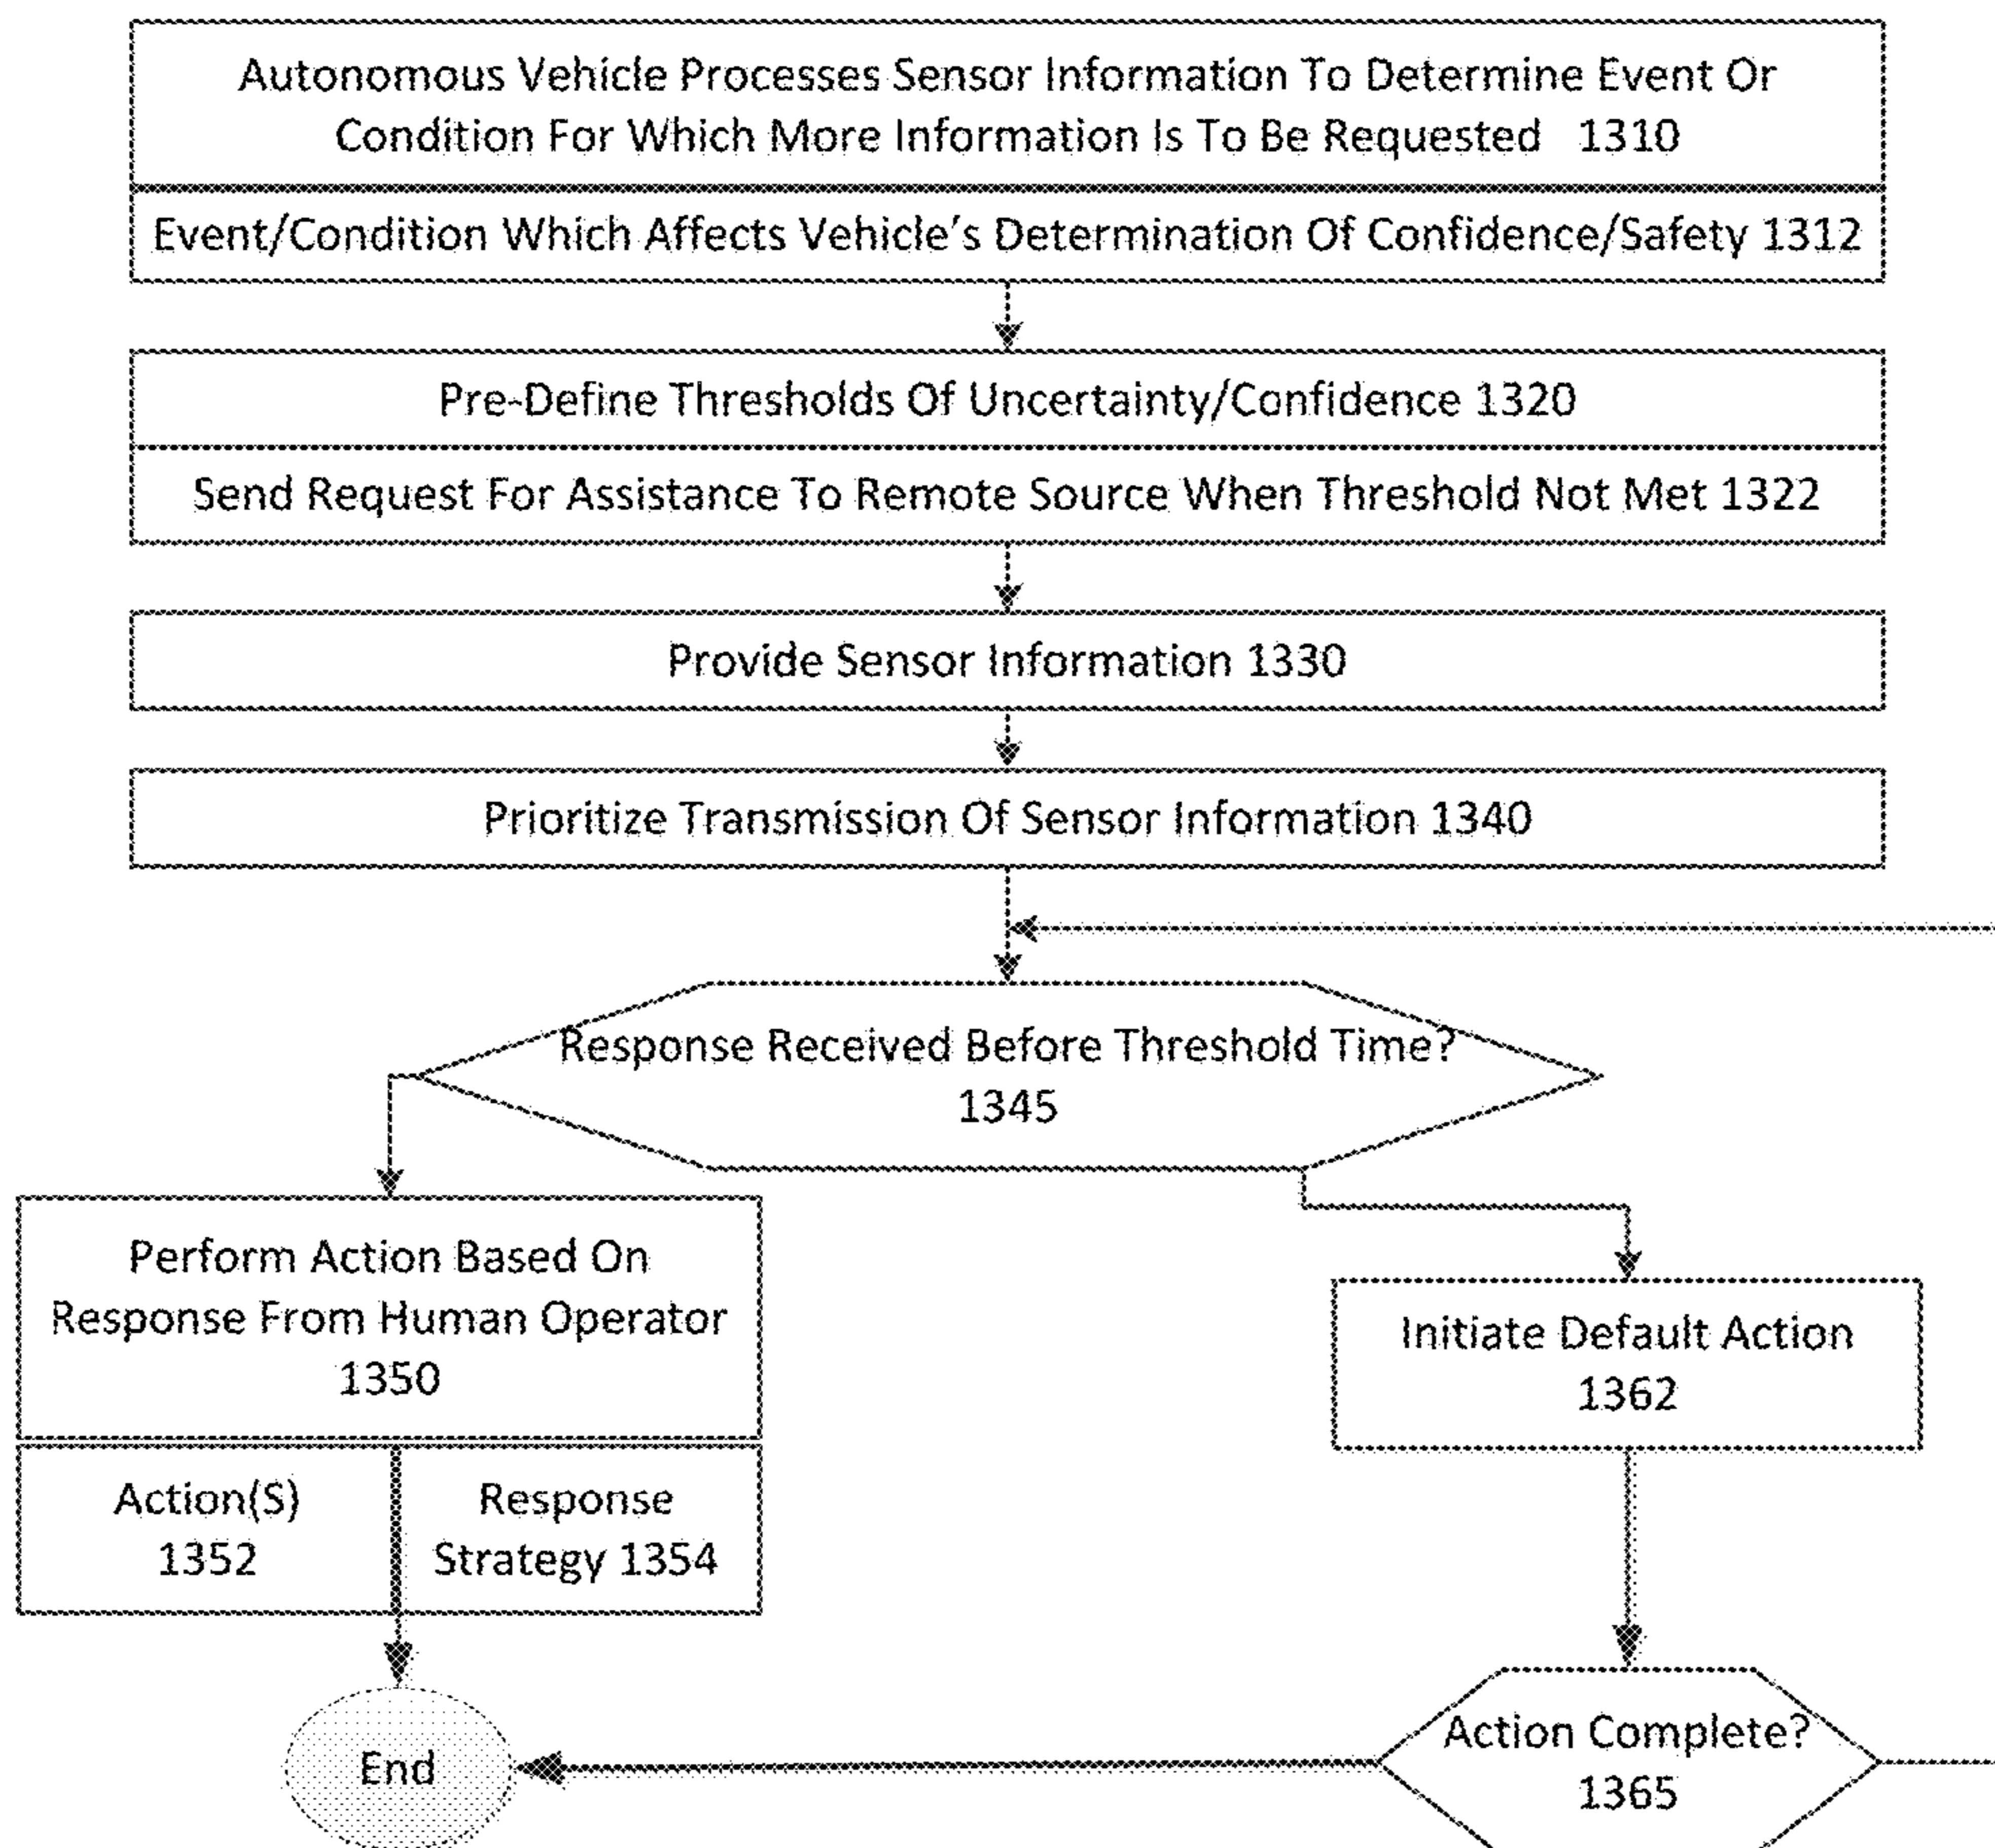 Autonomous Vehicle Processes Sensor Information To Determine Event Or
Condition For Which More Information Is To Be Requested 1310
Event/Condition Which Affects Vehicle's Determination Of Confidence/Safety 1312
Pre-Define Thresholds Of Uncertainty/Confidence 1320
Send Request For Assistance To Remote Source When Threshold Not Met 1322
Provide Sensor Information 1330
Prioritize Transmission Of Sensor Information 1340
Response Received Before Threshold Time?
1345
Perform Action Based On
Response From Human Operator
1350
Action(S)
1352
Response
Strategy 1354
Initiate Default Action
1362
Action Complete?
1365
End